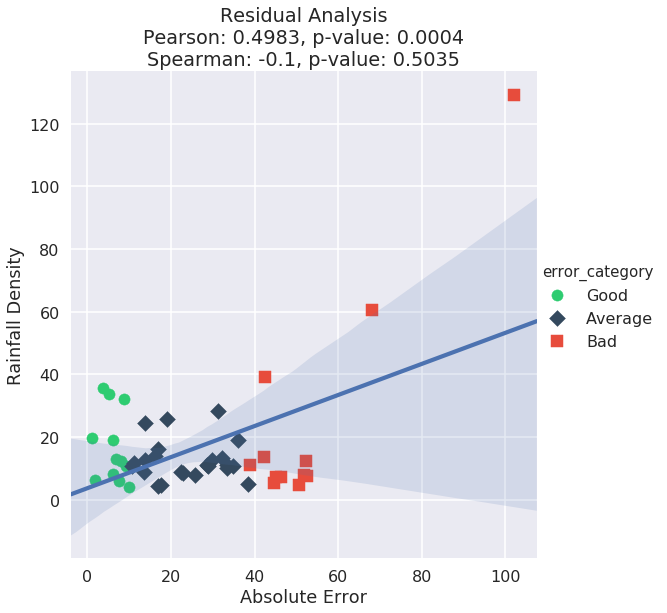 Residual Analysis
Pearson: 0.4983, p-value: 0.0004
Spearman: -0.1, p-value: 0.5035
120
100
80
60
40
20
0
Rainfall Density
0 20 40 60 80 100
Absolute Error
error_category
Good
Average
Bad